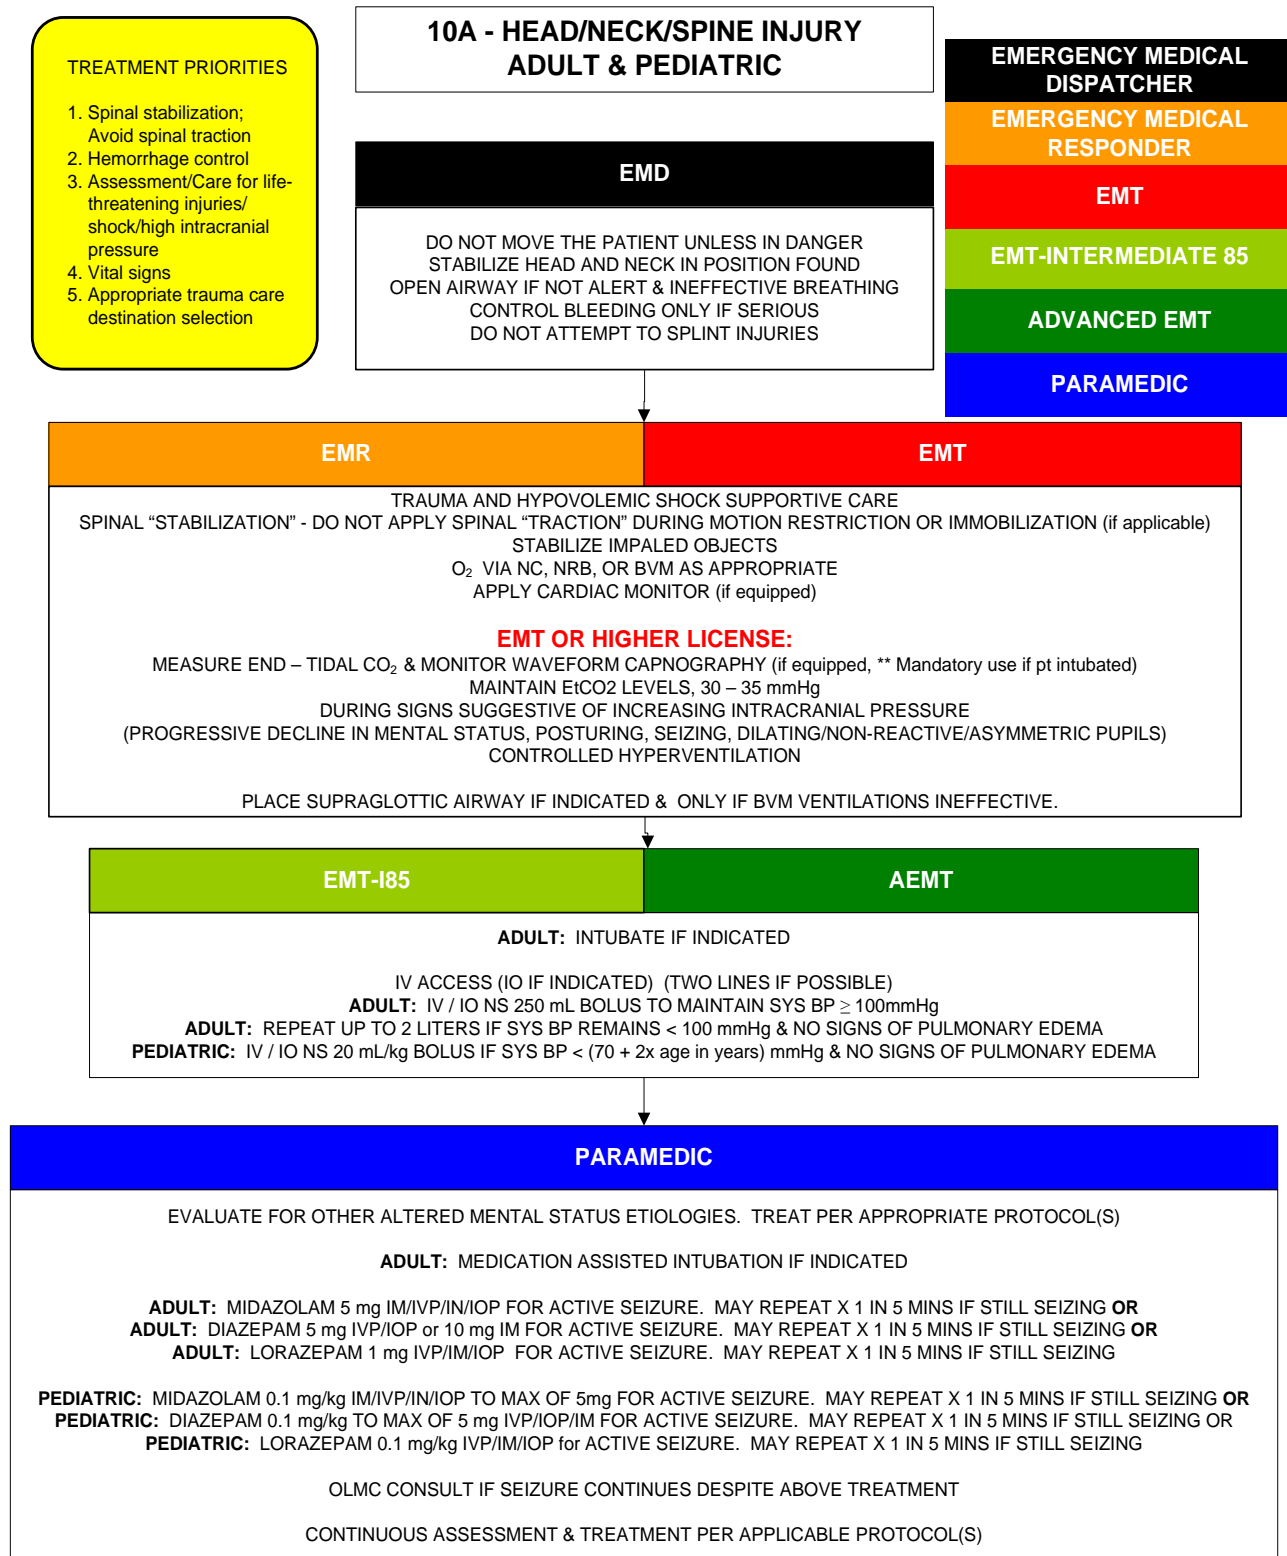 TREATMENT PRIORITIES
1. Spinal stabilization;
Avoid spinal traction
2. Hemorrhage control
3. Assessment/Care for life-
threatening injuries/
shock/high intracranial
pressure
4. Vital signs
5. Appropriate trauma care
destination selection
10A - HEAD/NECK/SPINE INJURY
ADULT & PEDIATRIC
EMERGENCY MEDICAL
DISPATCHER
EMERGENCY MEDICAL
RESPONDER
EMT
EMT-INTERMEDIATE 85
ADVANCED EMT
PARAMEDIC
EMD
DO NOT MOVE THE PATIENT UNLESS IN DANGER
STABILIZE HEAD AND NECK IN POSITION FOUND
OPEN AIRWAY IF NOT ALERT & INEFFECTIVE BREATHING
CONTROL BLEEDING ONLY IF SERIOUS
DO NOT ATTEMPT TO SPLINT INJURIES
EMR
EMT
TRAUMA AND HYPOVOLEMIC SHOCK SUPPORTIVE CARE
SPINAL “STABILIZATION” - DO NOT APPLY SPINAL “TRACTION” DURING MOTION RESTRICTION OR IMMOBILIZATION (if applicable)
STABILIZE IMPALED OBJECTS
O₂ VIA NC, NRB, OR BVM AS APPROPRIATE
APPLY CARDIAC MONITOR (if equipped)
EMT OR HIGHER LICENSE:
MEASURE END – TIDAL CO₂ & MONITOR WAVEFORM CAPNOGRAPHY (if equipped, ** Mandatory use if pt intubated)
MAINTAIN EtCO2 LEVELS, 30 – 35 mmHg
DURING SIGNS SUGGESTIVE OF INCREASING INTRACRANIAL PRESSURE
(PROGRESSIVE DECLINE IN MENTAL STATUS, POSTURING, SEIZING, DILATING/NON-REACTIVE/ASYMMETRIC PUPILS)
CONTROLLED HYPERVENTILATION
PLACE SUPRAGLOTTIC AIRWAY IF INDICATED & ONLY IF BVM VENTILATIONS INEFFECTIVE.
EMT-I85
AEMT
ADULT: INTUBATE IF INDICATED
IV ACCESS (IO IF INDICATED) (TWO LINES IF POSSIBLE)
ADULT: IV / IO NS 250 mL BOLUS TO MAINTAIN SYS BP ≥ 100mmHg
ADULT: REPEAT UP TO 2 LITERS IF SYS BP REMAINS < 100 mmHg & NO SIGNS OF PULMONARY EDEMA
PEDIATRIC: IV / IO NS 20 mL/kg BOLUS IF SYS BP < (70 + 2x age in years) mmHg & NO SIGNS OF PULMONARY EDEMA
PARAMEDIC
EVALUATE FOR OTHER ALTERED MENTAL STATUS ETIOLOGIES. TREAT PER APPROPRIATE PROTOCOL(S)
ADULT: MEDICATION ASSISTED INTUBATION IF INDICATED
ADULT: MIDAZOLAM 5 mg IM/IVP/IN/IOP FOR ACTIVE SEIZURE. MAY REPEAT X 1 IN 5 MINS IF STILL SEIZING OR
ADULT: DIAZEPAM 5 mg IVP/IOP or 10 mg IM FOR ACTIVE SEIZURE. MAY REPEAT X 1 IN 5 MINS IF STILL SEIZING OR
ADULT: LORAZEPAM 1 mg IVP/IM/IOP FOR ACTIVE SEIZURE. MAY REPEAT X 1 IN 5 MINS IF STILL SEIZING
PEDIATRIC: MIDAZOLAM 0.1 mg/kg IM/IVP/IN/IOP TO MAX OF 5mg FOR ACTIVE SEIZURE. MAY REPEAT X 1 IN 5 MINS IF STILL SEIZING OR
PEDIATRIC: DIAZEPAM 0.1 mg/kg TO MAX OF 5 mg IVP/IOP/IM FOR ACTIVE SEIZURE. MAY REPEAT X 1 IN 5 MINS IF STILL SEIZING OR
PEDIATRIC: LORAZEPAM 0.1 mg/kg IVP/IM/IOP for ACTIVE SEIZURE. MAY REPEAT X 1 IN 5 MINS IF STILL SEIZING
OLMC CONSULT IF SEIZURE CONTINUES DESPITE ABOVE TREATMENT
CONTINUOUS ASSESSMENT & TREATMENT PER APPLICABLE PROTOCOL(S)